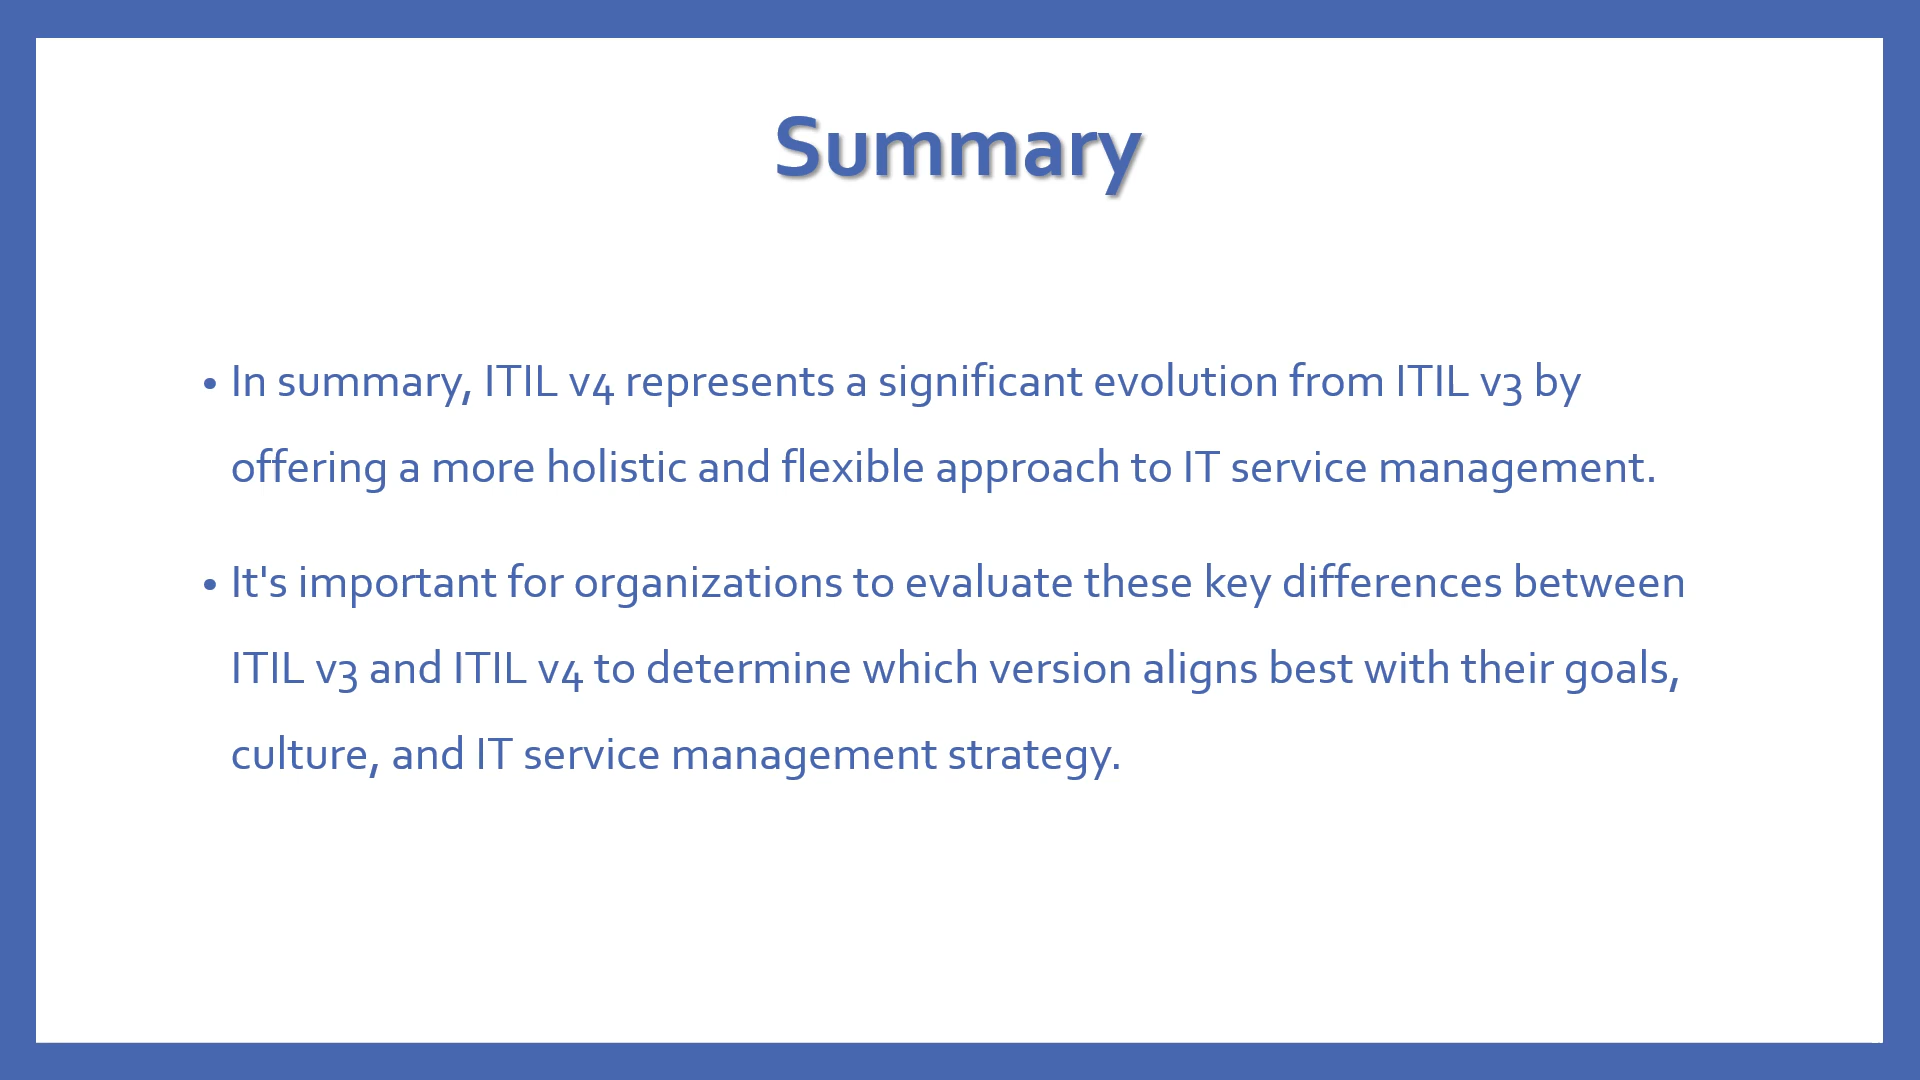 Summary
• In summary, ITIL v4 represents a significant evolution from ITIL v3 by
offering a more holistic and flexible approach to IT service management.
• It's important for organizations to evaluate these key differences between
ITIL v3 and ITIL v4 to determine which version aligns best with their goals,
culture, and IT service management strategy.